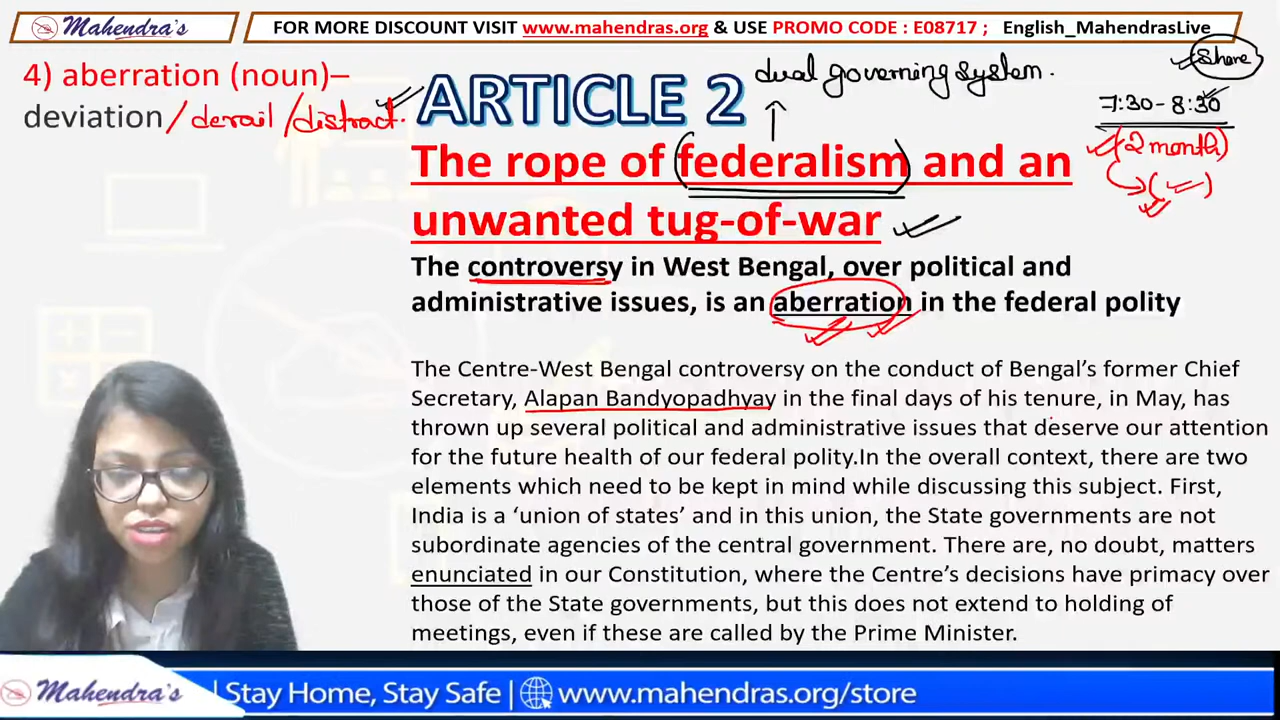 Mahendra's
FOR MORE DISCOUNT VISIT www.mahendras.org & USE PROMO CODE : E08717 ; English_MahendrasLive
share
4) aberration (noun)–
deviation / derail / distract.
ARTICLE 2
dual governing system.
7:30 - 8:30
(2 month)
The rope of federalism and an
unwanted tug-of-war
The controversy in West Bengal, over political and
administrative issues, is an aberration in the federal polity
The Centre-West Bengal controversy on the conduct of Bengal's former Chief
Secretary, Alapan Bandyopadhyay in the final days of his tenure, in May, has
thrown up several political and administrative issues that deserve our attention
for the future health of our federal polity.In the overall context, there are two
elements which need to be kept in mind while discussing this subject. First,
India is a ‘union of states’ and in this union, the State governments are not
subordinate agencies of the central government. There are, no doubt, matters
enunciated in our Constitution, where the Centre's decisions have primacy over
those of the State governments, but this does not extend to holding of
meetings, even if these are called by the Prime Minister.
Mahendra's | Stay Home, Stay Safe | www.mahendras.org/store